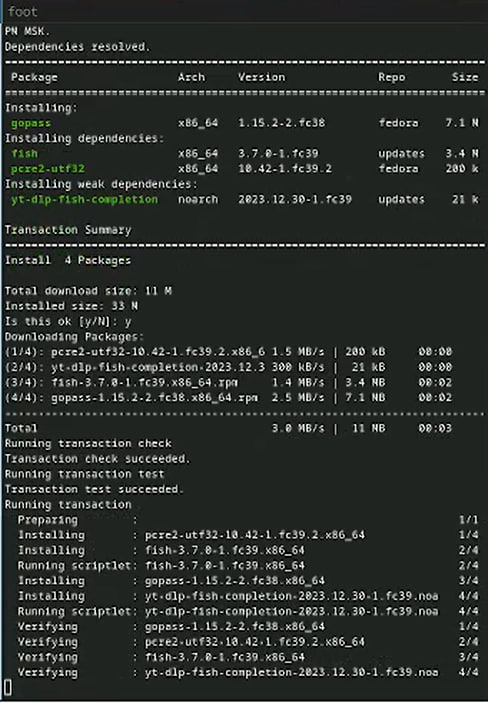 foot
PN MSK.
Dependencies resolved.
Package Arch Version Repo Size
Installing:
gopass x86_64 1.15.2-2.fc38 fedora 7.1 M
Installing dependencies:
fish x86_64 3.7.0-1.fc39 updates 3.4 M
pcre2-utf32 x86_64 10.42-1.fc39.2 fedora 200 k
Installing weak dependencies:
yt-dlp-fish-completion noarch 2023.12.30-1.fc39 updates 21 k
Transaction Summary
Install 4 Packages
Total download size: 11 M
Installed size: 33 M
Is this ok [y/N]: y
Downloading Packages:
(1/4): pcre2-utf32-10.42-1.fc39.2.x86_6 1.5 MB/s | 200 kB 00:00
(2/4): yt-dlp-fish-completion-2023.12.3 300 kB/s | 21 kB 00:00
(3/4): fish-3.7.0-1.fc39.x86_64.rpm 1.4 MB/s | 3.4 MB 00:02
(4/4): gopass-1.15.2-2.fc38.x86_64.rpm 2.5 MB/s | 7.1 MB 00:02
Total 3.0 MB/s | 11 MB 00:03
Running transaction check
Transaction check succeeded.
Running transaction test
Transaction test succeeded.
Running transaction
Preparing : 1/1
Installing : pcre2-utf32-10.42-1.fc39.2.x86_64 1/4
Installing : fish-3.7.0-1.fc39.x86_64 2/4
Running scriptlet: fish-3.7.0-1.fc39.x86_64 2/4
Installing : gopass-1.15.2-2.fc38.x86_64 3/4
Installing : yt-dlp-fish-completion-2023.12.30-1.fc39.noa 4/4
Running scriptlet: yt-dlp-fish-completion-2023.12.30-1.fc39.noa 4/4
Verifying : gopass-1.15.2-2.fc38.x86_64 1/4
Verifying : pcre2-utf32-10.42-1.fc39.2.x86_64 2/4
Verifying : fish-3.7.0-1.fc39.x86_64 3/4
Verifying : yt-dlp-fish-completion-2023.12.30-1.fc39.noa 4/4